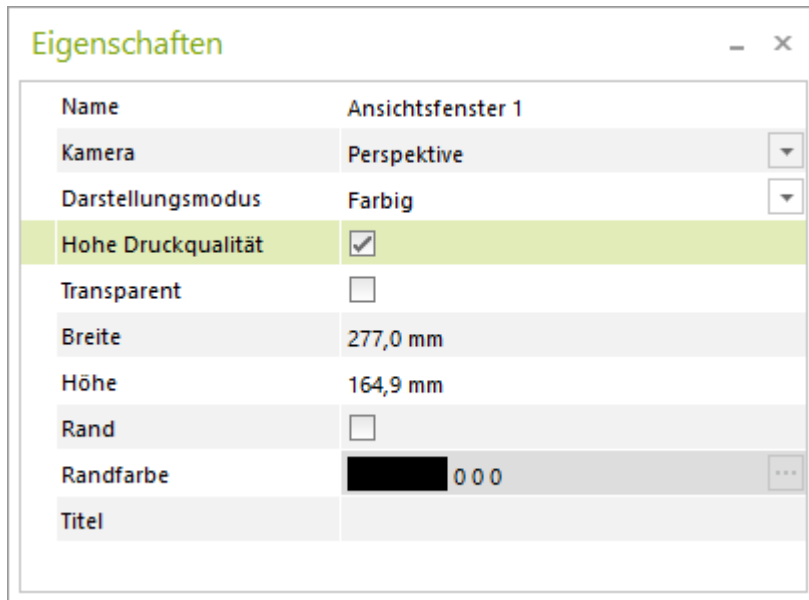 Eigenschaften
Name Ansichtsfenster 1
Kamera Perspektive
Darstellungsmodus Farbig
Hohe Druckqualität
Transparent
Breite 277,0 mm
Höhe 164,9 mm
Rand
Randfarbe 0 0 0
Titel